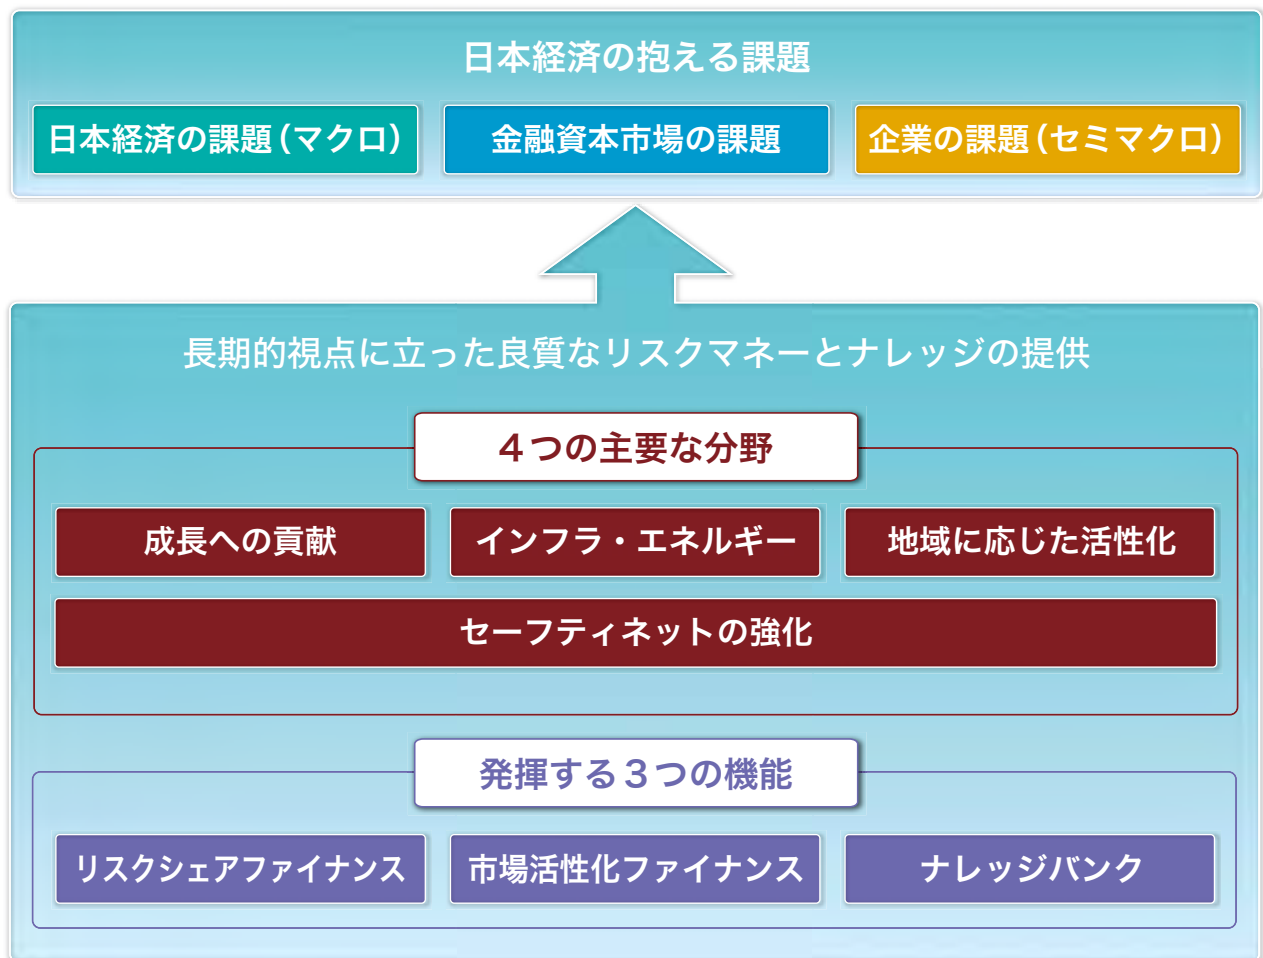 日本経済の抱える課題
日本経済の課題(マクロ)
金融資本市場の課題
企業の課題(セミマクロ)
長期的視点に立った良質なリスクマネーとナレッジの提供
４つの主要な分野
成長への貢献
インフラ・エネルギー
地域に応じた活性化
セーフティネットの強化
発揮する３つの機能
リスクシェアファイナンス
市場活性化ファイナンス
ナレッジバンク